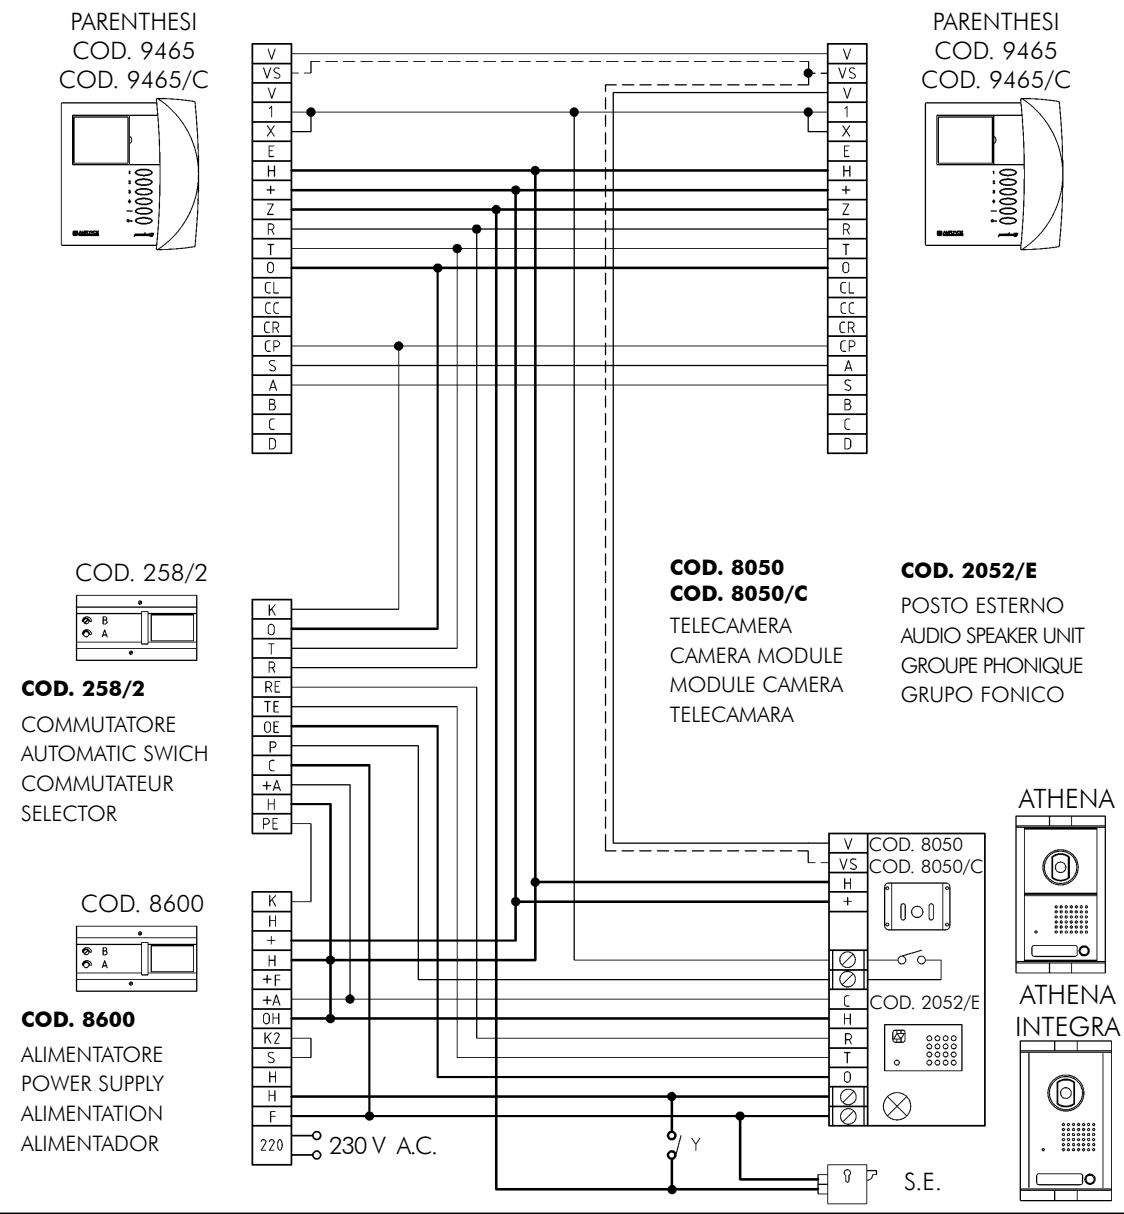 PARENTHESI
COD. 9465
COD. 9465/C
PARENTHESI
COD. 9465
COD. 9465/C
V
VS
V
1
X
E
H
+
Z
R
T
0
CL
CC
CR
CP
S
A
B
C
D
V
VS
V
1
X
E
H
+
Z
R
T
0
CL
CC
CR
CP
A
S
B
C
D
COD. 258/2
B
A
COD. 258/2
COMMUTATORE
AUTOMATIC SWICH
COMMUTATEUR
SELECTOR
K
0
T
R
RE
TE
OE
P
C
+A
H
PE
COD. 8050
COD. 8050/C
TELECAMERA
CAMERA MODULE
MODULE CAMERA
TELECAMARA
COD. 2052/E
POSTO ESTERNO
AUDIO SPEAKER UNIT
GROUPE PHONIQUE
GRUPO FONICO
COD. 8600
B
A
COD. 8600
ALIMENTATORE
POWER SUPPLY
ALIMENTATION
ALIMENTADOR
K
H
+
H
+F
+A
OH
K2
S
H
H
F
220
230 V A.C.
V
VS
H
+
C
H
R
T
0
COD. 8050
COD. 8050/C
COD. 2052/E
Y
S.E.
ATHENA
ATHENA
INTEGRA